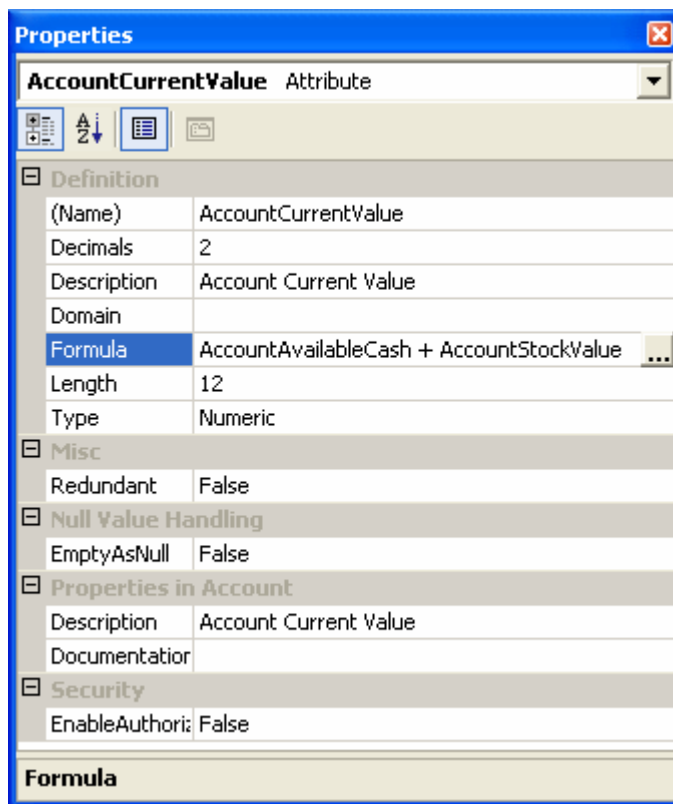 Properties
AccountCurrentValue Attribute
Definition
(Name) AccountCurrentValue
Decimals 2
Description Account Current Value
Domain
Formula AccountAvailableCash + AccountStockValue ...
Length 12
Type Numeric
Misc
Redundant False
Null Value Handling
EmptyAsNull False
Properties in Account
Description Account Current Value
Documentation
Security
EnableAuthoriz False
Formula